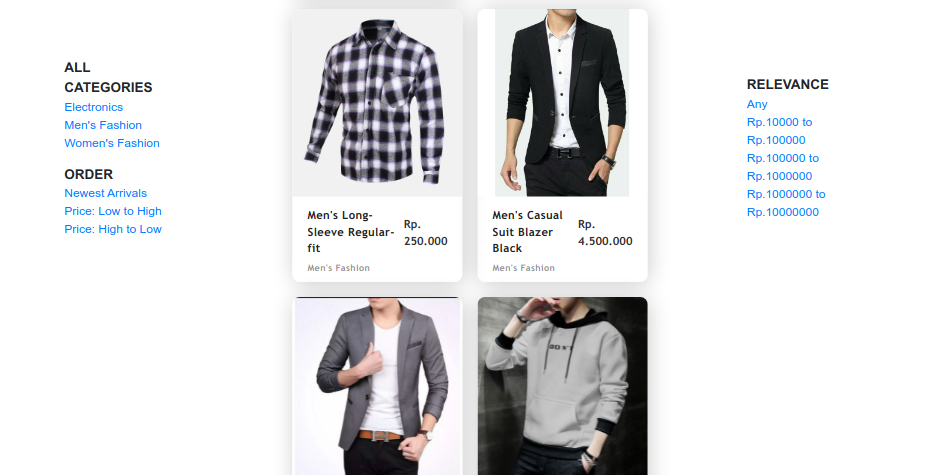 ALL
CATEGORIES
Electronics
Men's Fashion
Women's Fashion
ORDER
Newest Arrivals
Price: Low to High
Price: High to Low
Men's Long-
Sleeve Regular-
fit
Rp.
250.000
Men's Fashion
Men's Casual
Suit Blazer
Black
Rp.
4.500.000
Men's Fashion
RELEVANCE
Any
Rp.10000 to
Rp.100000
Rp.100000 to
Rp.1000000
Rp.1000000 to
Rp.10000000